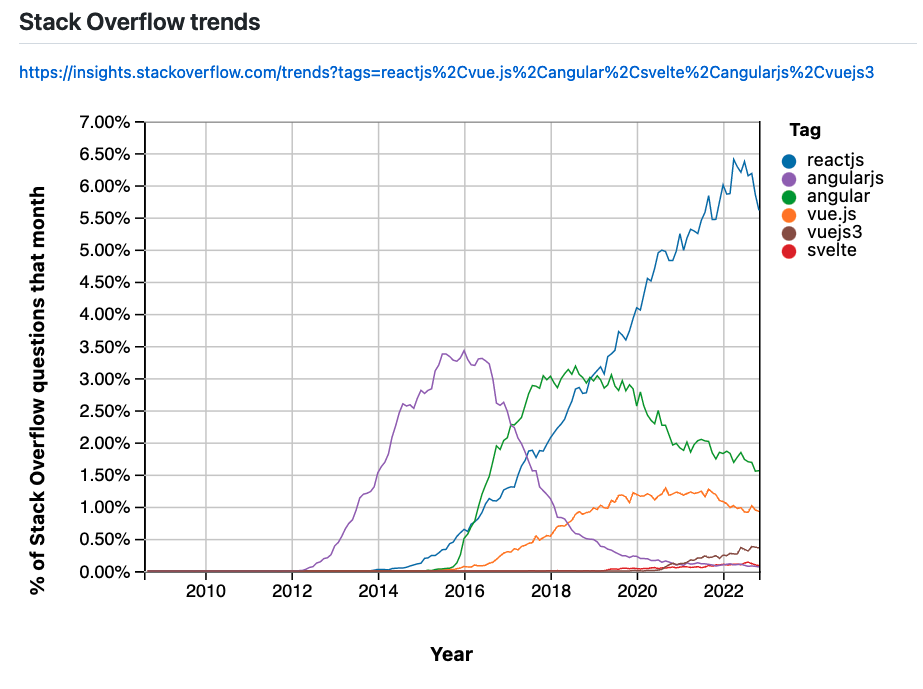 Stack Overflow trends
https://insights.stackoverflow.com/trends?tags=reactjs%2Cvue.js%2Cangular%2Csvelte%2Cangularjs%2Cvuejs3
% of Stack Overflow questions that month
7.00%
6.50%
6.00%
5.50%
5.00%
4.50%
4.00%
3.50%
3.00%
2.50%
2.00%
1.50%
1.00%
0.50%
0.00%
2010 2012 2014 2016 2018 2020 2022
Year
Tag
reactjs
angularjs
angular
vue.js
vuejs3
svelte